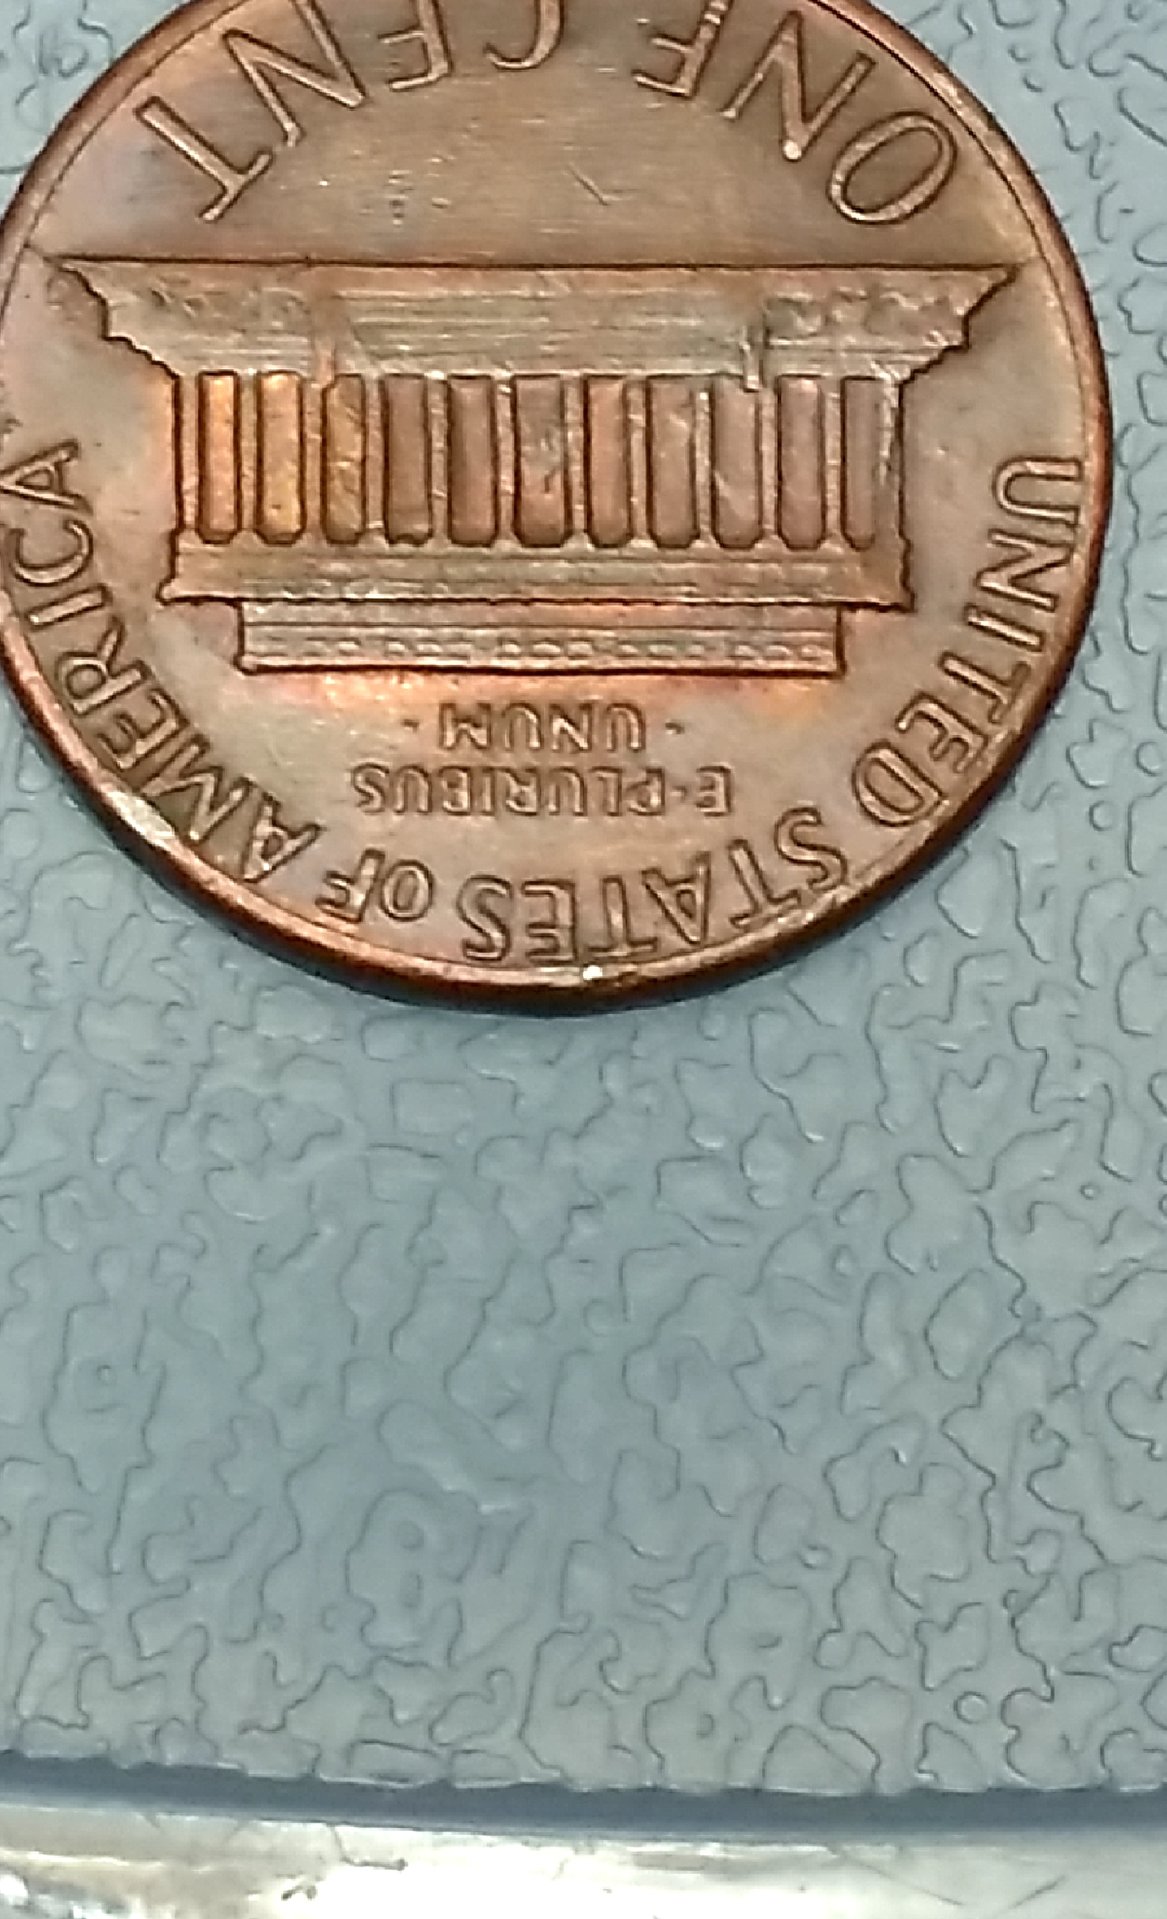 UNITED STATES OF AMERICA
E·PLURIBUS
· UNUM ·
ONE CENT